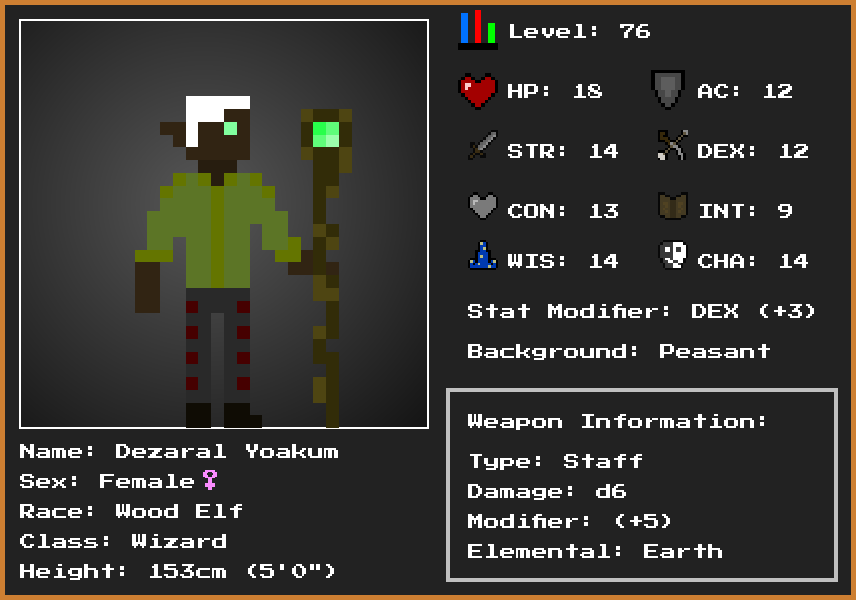 Level: 76
HP: 18 AC: 12
STR: 14 DEX: 12
CON: 13 INT: 9
WIS: 14 CHA: 14
Stat Modifier: DEX (+3)
Background: Peasant
Weapon Information:
Type: Staff
Damage: d6
Modifier: (+5)
Elemental: Earth
Name: Dezaral Yoakum
Sex: Female♀
Race: Wood Elf
Class: Wizard
Height: 153cm (5'0")